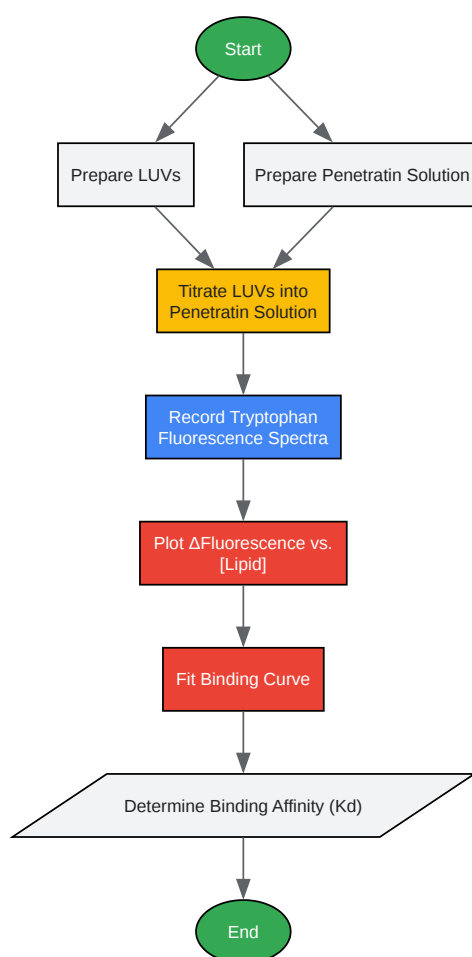 Start
Prepare LUVs
Prepare Penetratin Solution
Titrate LUVs into
Penetratin Solution
Record Tryptophan
Fluorescence Spectra
Plot ΔFluorescence vs.
[Lipid]
Fit Binding Curve
Determine Binding Affinity (Kd)
End